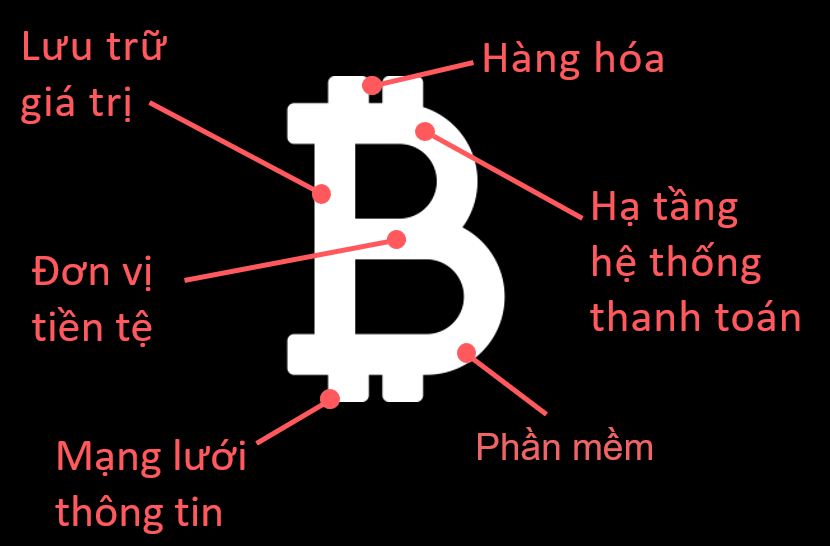 Lưu trữ
giá trị
Hàng hóa
Hạ tầng
hệ thống
thanh toán
Đơn vị
tiền tệ
Phần mềm
Mạng lưới
thông tin